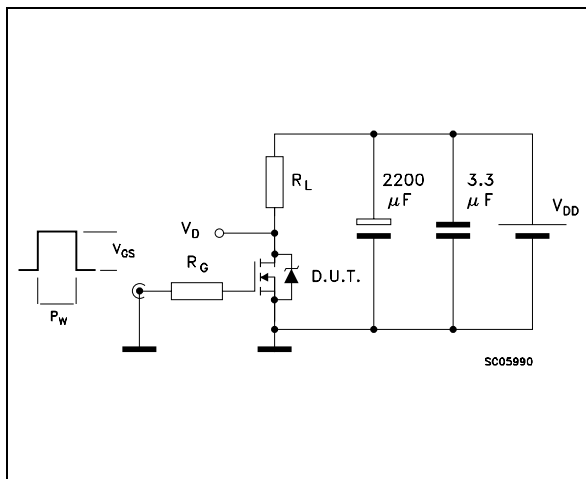 R_L
2200 μF
3.3 μF
V_DD
V_D
V_GS
R_G
D.U.T.
P_W
SC05990